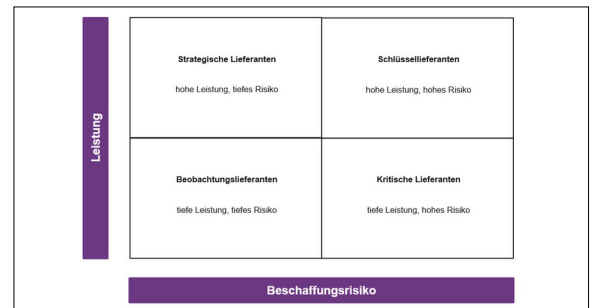 Strategische Lieferanten
hohe Leistung, tiefes Risiko
Schlüssellieferanten
hohe Leistung, hohes Risiko
Leistung
Beobachtungslieferanten
tiefe Leistung, tiefes Risiko
Kritische Lieferanten
tiefe Leistung, hohes Risiko
Beschaffungsrisiko